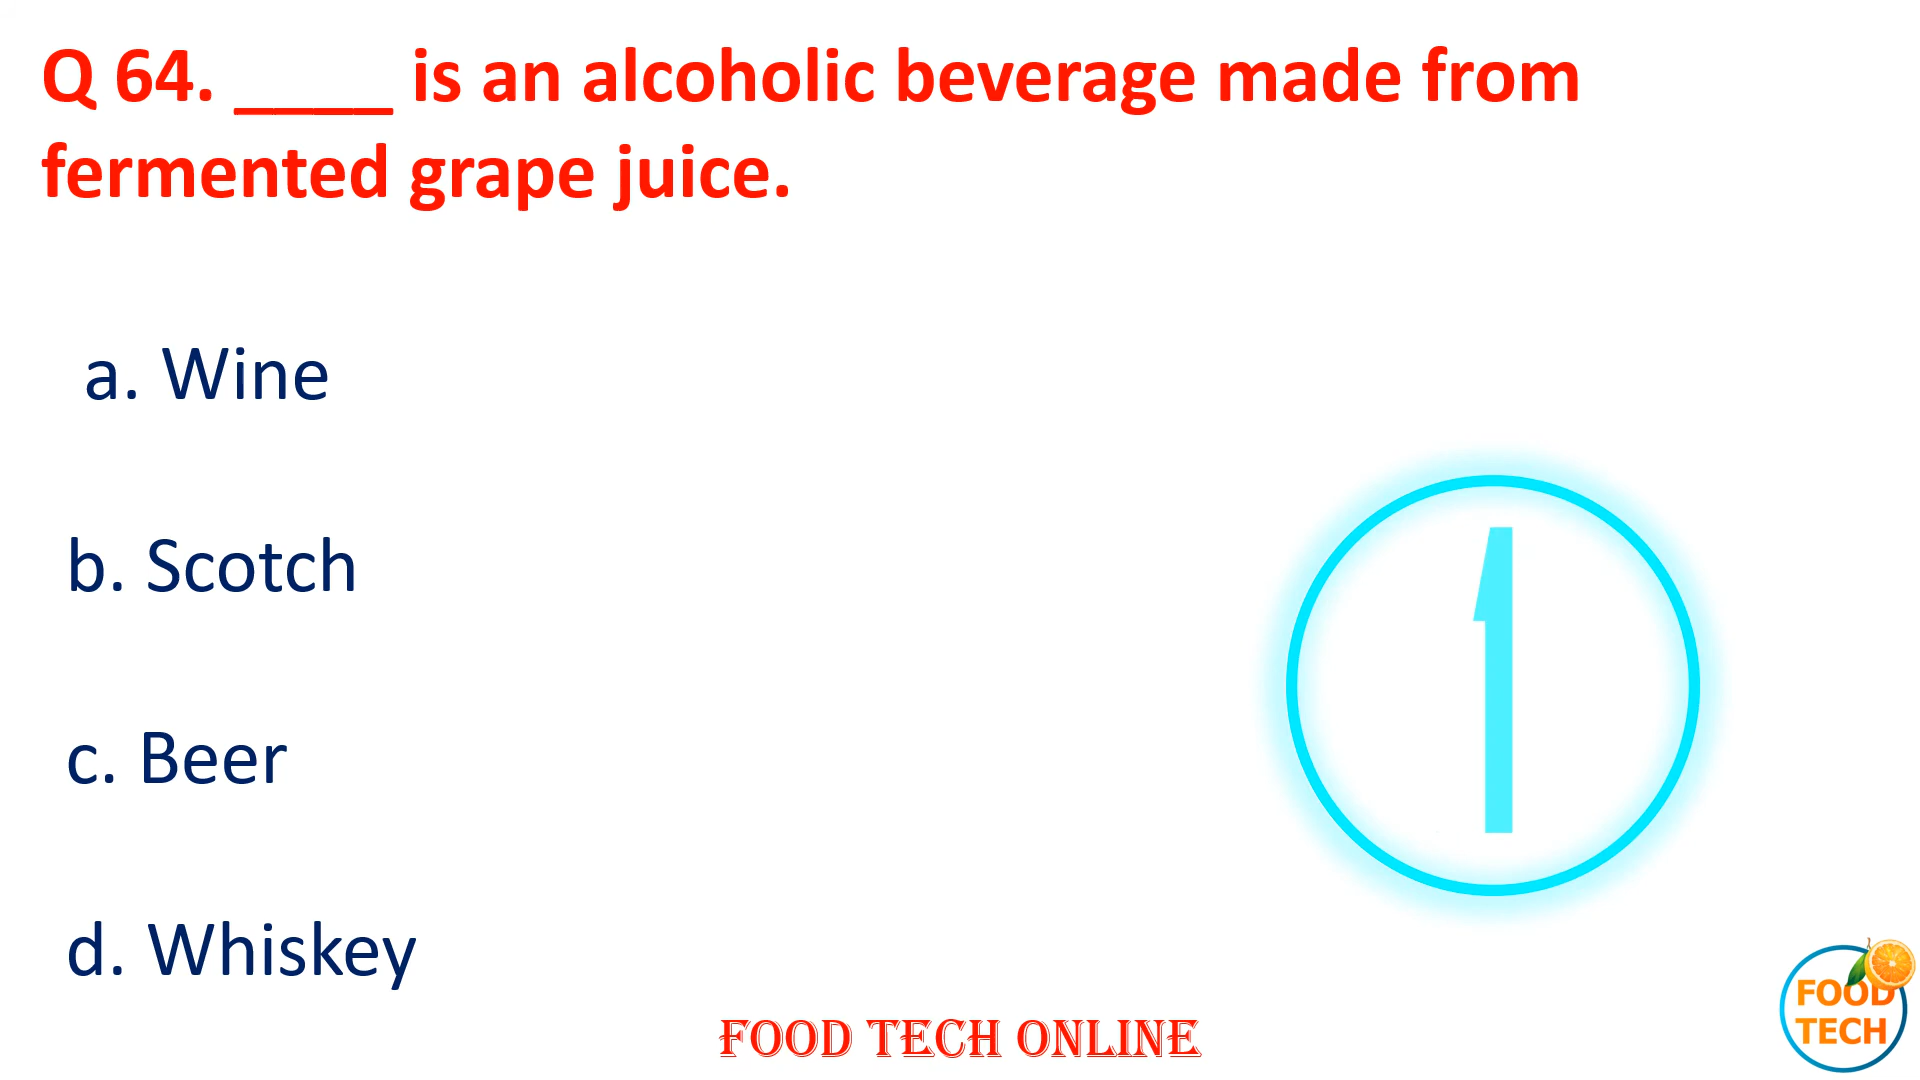 Q 64. ____ is an alcoholic beverage made from
fermented grape juice.
a. Wine
b. Scotch
c. Beer
d. Whiskey
1
FOOD TECH ONLINE
FOOD
TECH